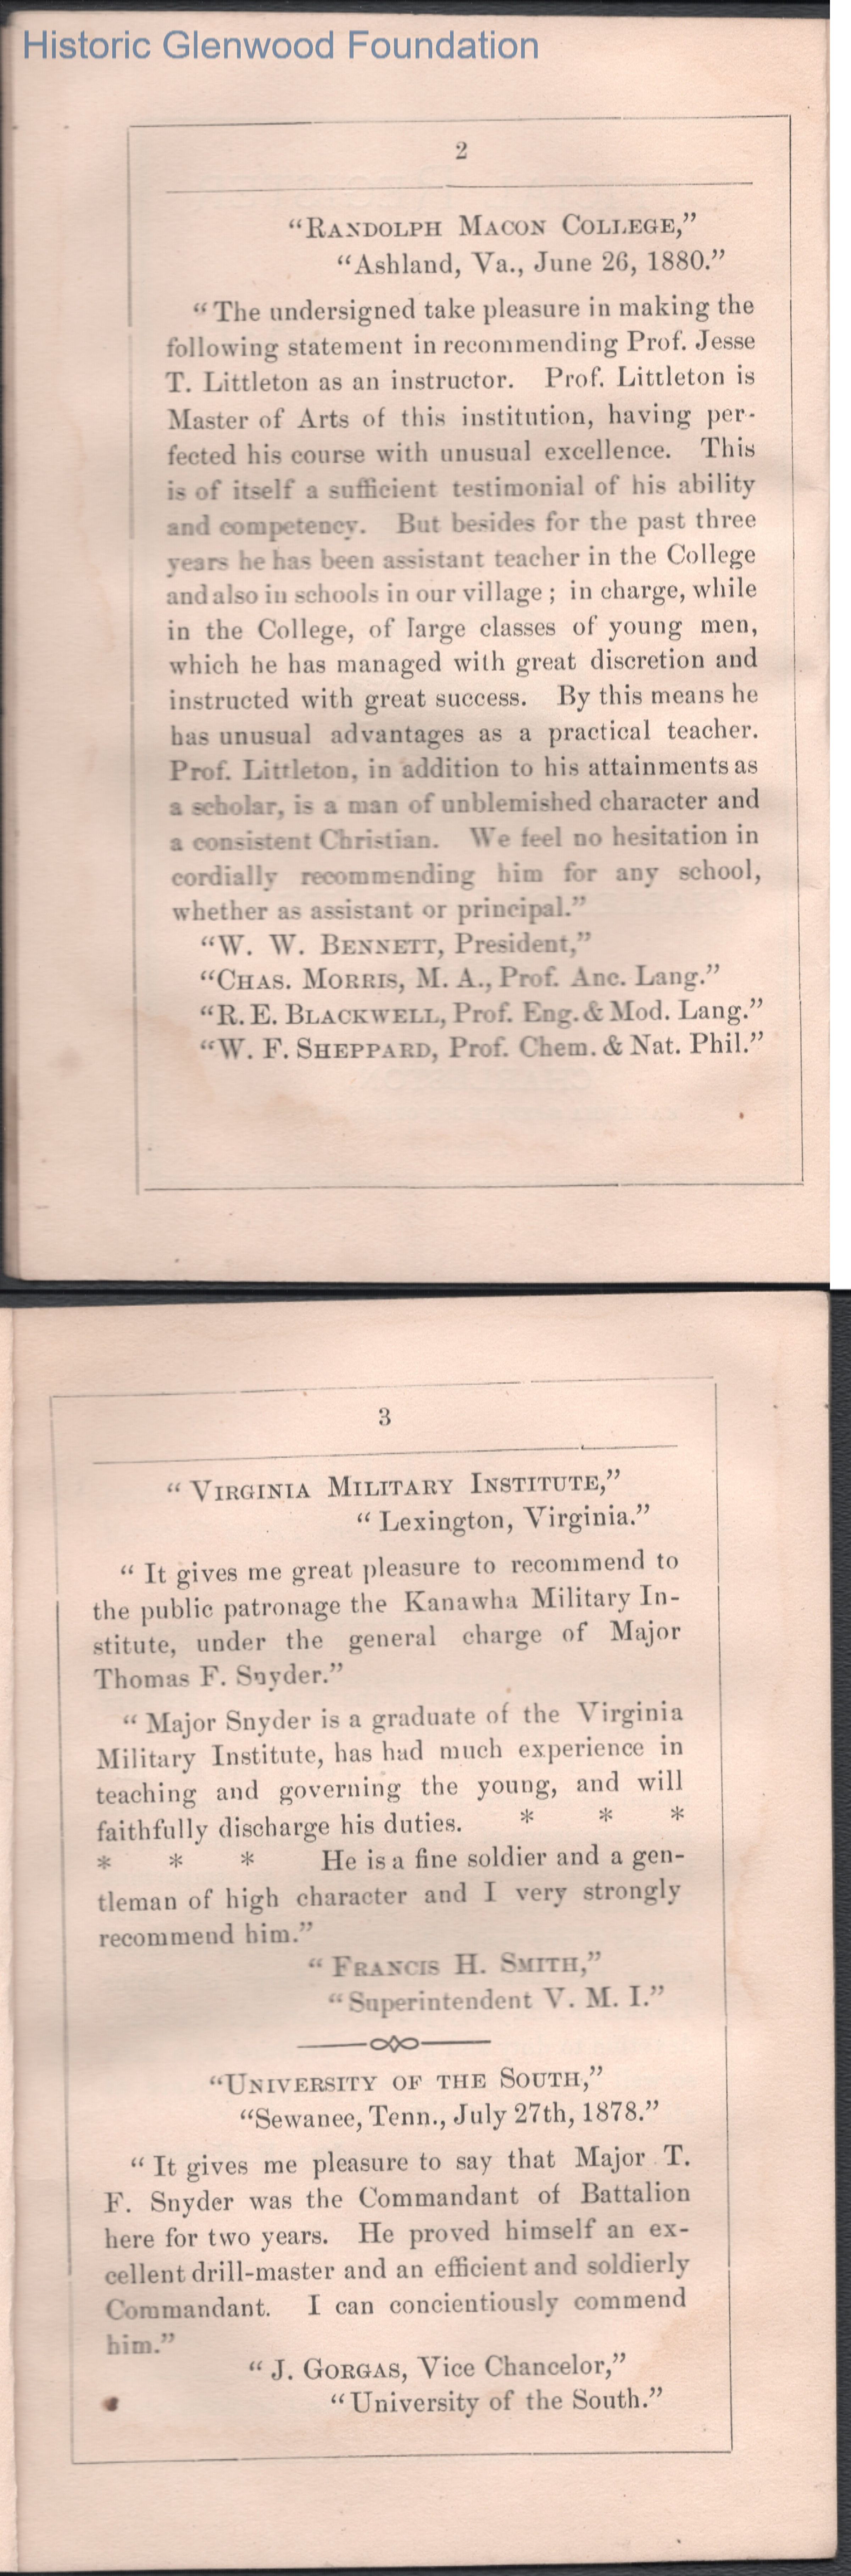 Historic Glenwood Foundation
2
“RANDOLPH MACON COLLEGE,”
“Ashland, Va., June 26, 1880.”
“The undersigned take pleasure in making the
following statement in recommending Prof. Jesse
T. Littleton as an instructor. Prof. Littleton is
Master of Arts of this institution, having per-
fected his course with unusual excellence. This
is of itself a sufficient testimonial of his ability
and competency. But besides for the past three
years he has been assistant teacher in the College
and also in schools in our village; in charge, while
in the College, of large classes of young men,
which he has managed with great discretion and
instructed with great success. By this means he
has unusual advantages as a practical teacher.
Prof. Littleton, in addition to his attainments as
a scholar, is a man of unblemished character and
a consistent Christian. We feel no hesitation in
cordially recommending him for any school,
whether as assistant or principal.”
“W. W. BENNETT, President,”
“CHAS. MORRIS, M. A., Prof. Anc. Lang.”
“R. E. BLACKWELL, Prof. Eng. & Mod. Lang.”
“W. F. SHEPPARD, Prof. Chem. & Nat. Phil.”
3
“VIRGINIA MILITARY INSTITUTE,”
“Lexington, Virginia.”
“It gives me great pleasure to recommend to
the public patronage the Kanawha Military In-
stitute, under the general charge of Major
Thomas F. Snyder.”
“Major Snyder is a graduate of the Virginia
Military Institute, has had much experience in
teaching and governing the young, and will
faithfully discharge his duties. * * *
* * * He is a fine soldier and a gen-
tleman of high character and I very strongly
recommend him.”
“FRANCIS H. SMITH,”
“Superintendent V. M. I.”
“UNIVERSITY OF THE SOUTH,”
“Sewanee, Tenn., July 27th, 1878.”
“It gives me pleasure to say that Major T.
F. Snyder was the Commandant of Battalion
here for two years. He proved himself an ex-
cellent drill-master and an efficient and soldierly
Commandant. I can concientiously commend
him.”
“J. GORGAS, Vice Chancelor,”
“University of the South.”